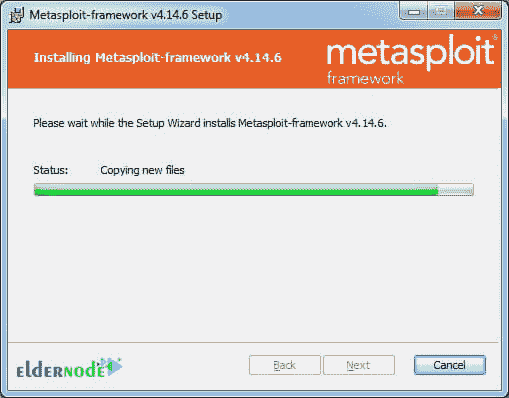 Metasploit-framework v4.14.6 Setup
Installing Metasploit-framework v4.14.6
metasploit®
framework
Please wait while the Setup Wizard installs Metasploit-framework v4.14.6.
Status: Copying new files
eldernode
Back Next Cancel